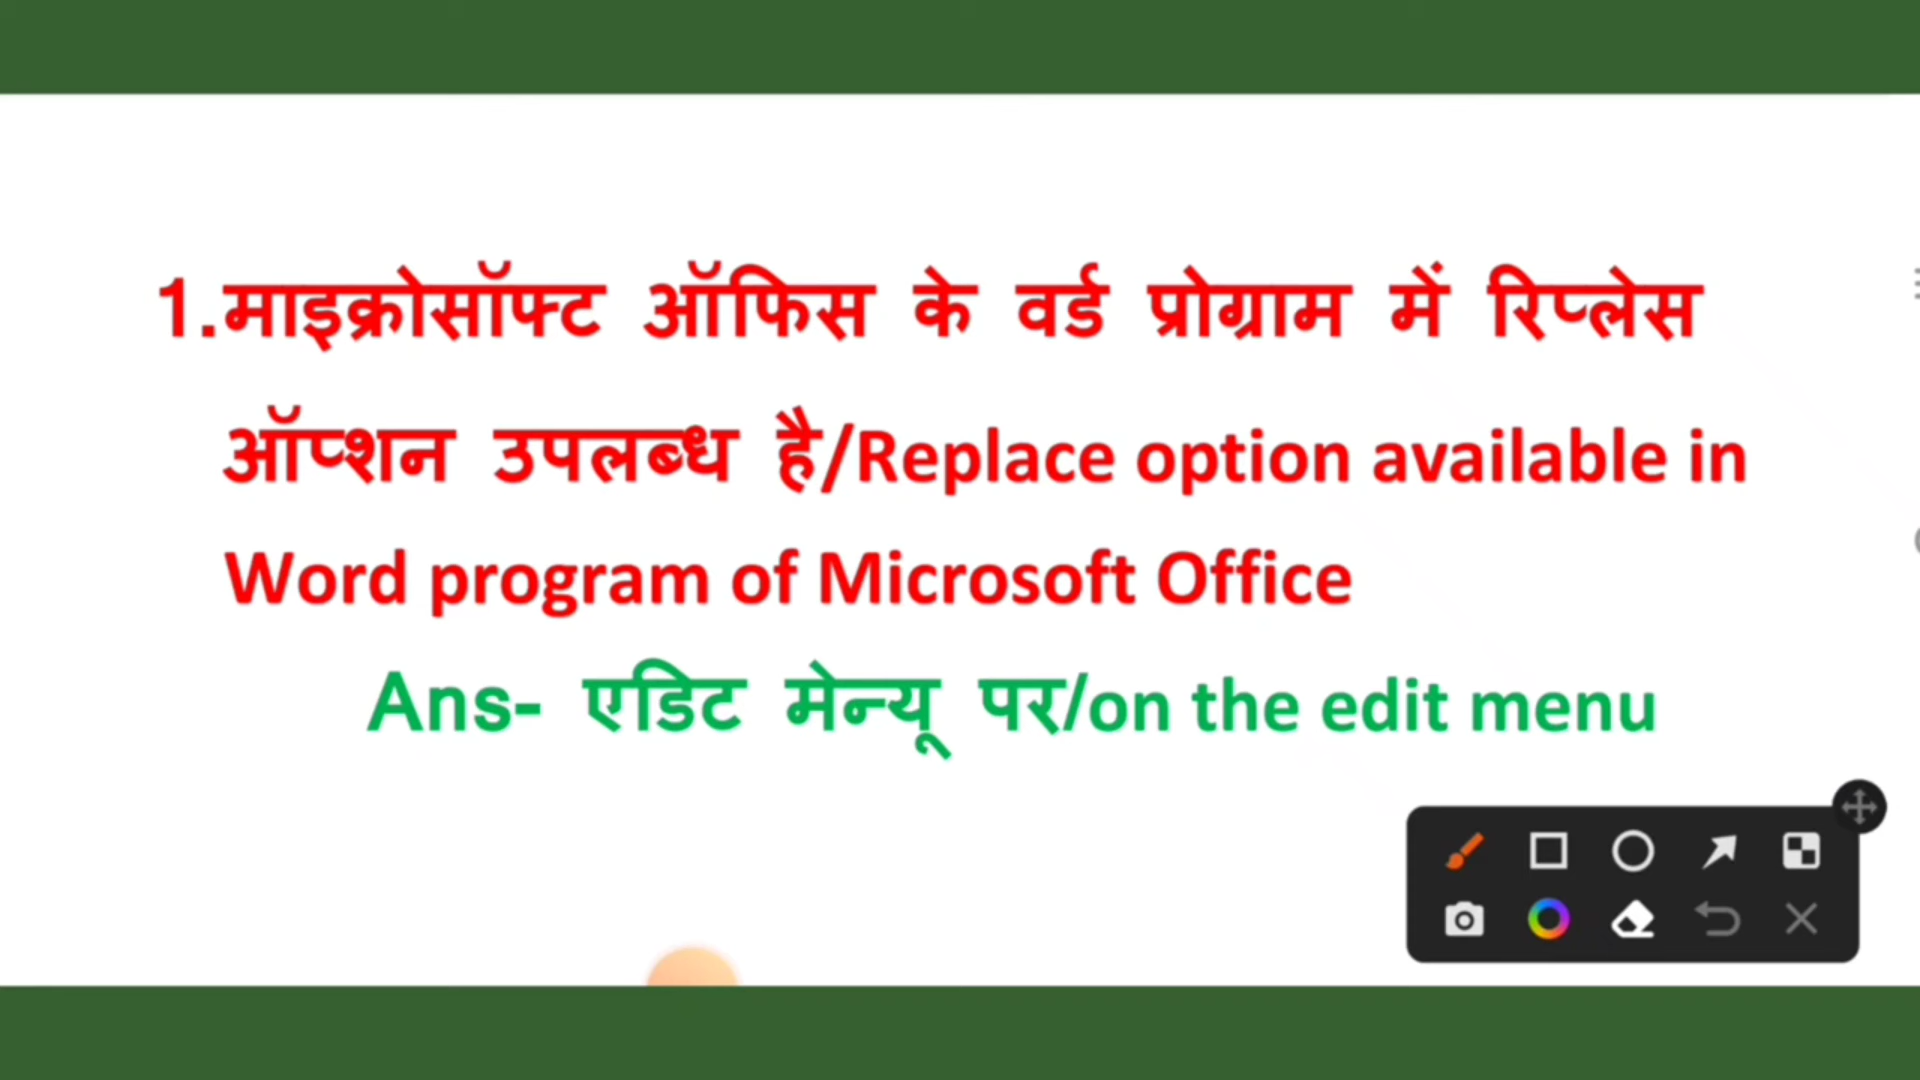 1.माइक्रोसॉफ्ट ऑफिस के वर्ड प्रोग्राम में रिप्लेस
ऑप्शन उपलब्ध है/Replace option available in
Word program of Microsoft Office
Ans- एडिट मेन्यू पर/on the edit menu